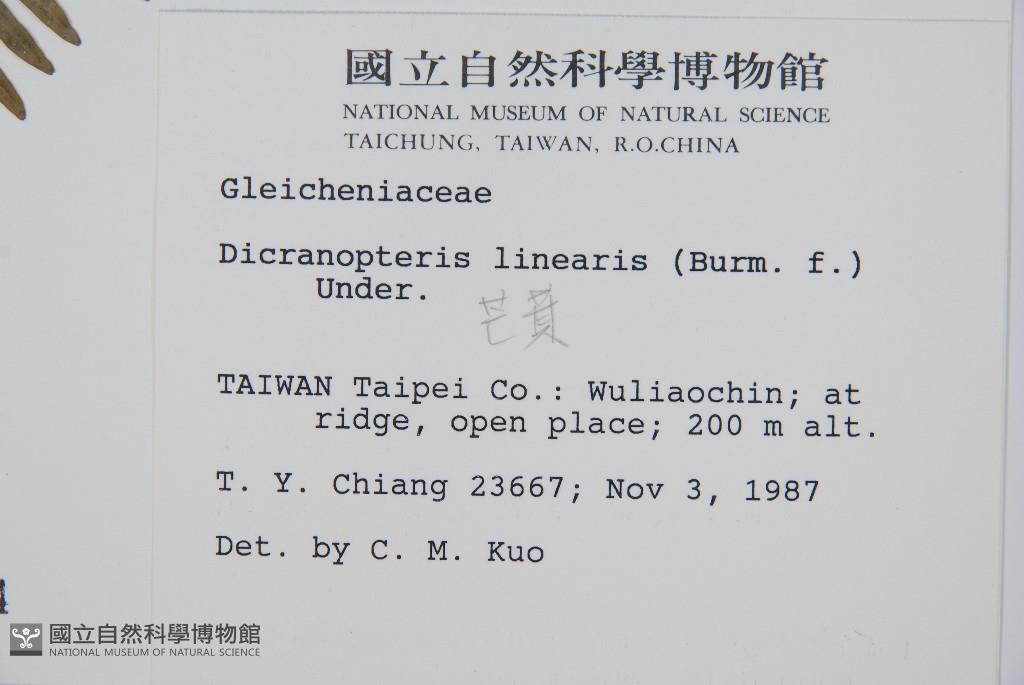 國立自然科學博物館
NATIONAL MUSEUM OF NATURAL SCIENCE
TAICHUNG, TAIWAN, R.O.CHINA
Gleicheniaceae
Dicranopteris linearis (Burm. f.)
Under.
芒萁
TAIWAN Taipei Co.: Wuliaochin; at
ridge, open place; 200 m alt.
T. Y. Chiang 23667; Nov 3, 1987
Det. by C. M. Kuo
國立自然科學博物館
NATIONAL MUSEUM OF NATURAL SCIENCE